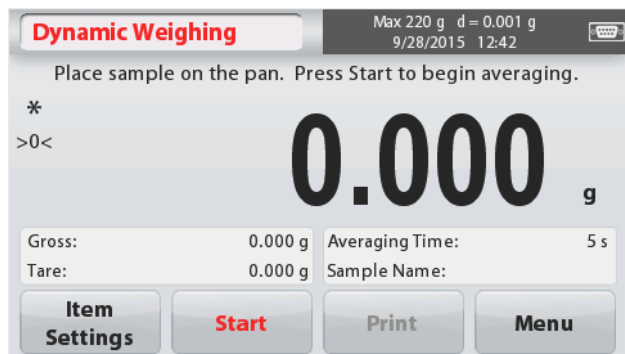 Dynamic Weighing
Max 220 g d = 0.001 g
9/28/2015 12:42
Place sample on the pan. Press Start to begin averaging.
*
>0<
0.000 g
Gross: 0.000 g
Tare: 0.000 g
Averaging Time: 5 s
Sample Name:
Item
Settings
Start
Print
Menu